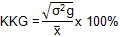 KKG = √σ²g / x̄ x 100%